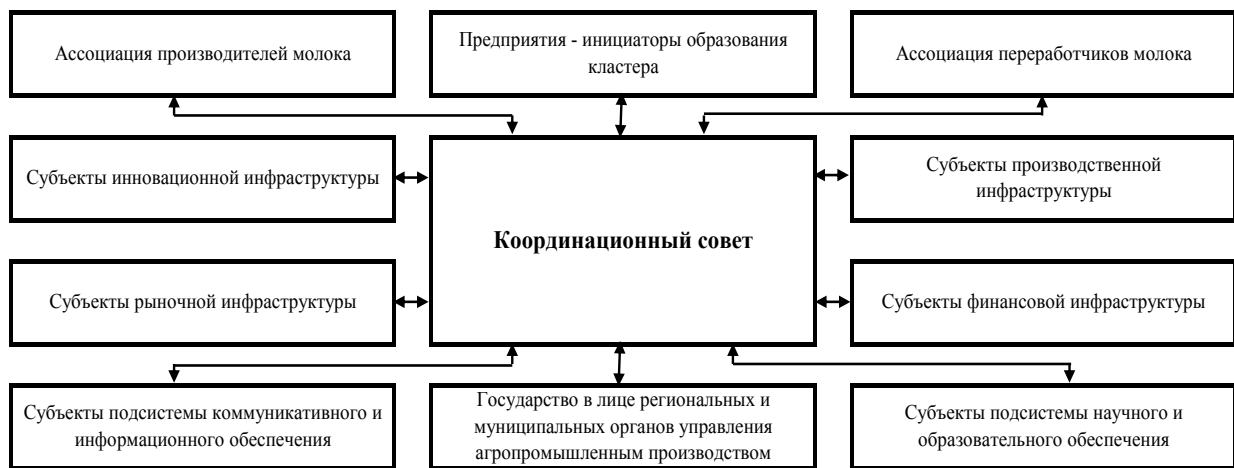 Ассоциация производителей молока
Предприятия - инициаторы образования
кластера
Ассоциация переработчиков молока
Субъекты инновационной инфраструктуры
Субъекты производственной
инфраструктуры
Координационный совет
Субъекты рыночной инфраструктуры
Субъекты финансовой инфраструктуры
Субъекты подсистемы коммуникативного и
информационного обеспечения
Государство в лице региональных и
муниципальных органов управления
агропромышленным производством
Субъекты подсистемы научного и
образовательного обеспечения